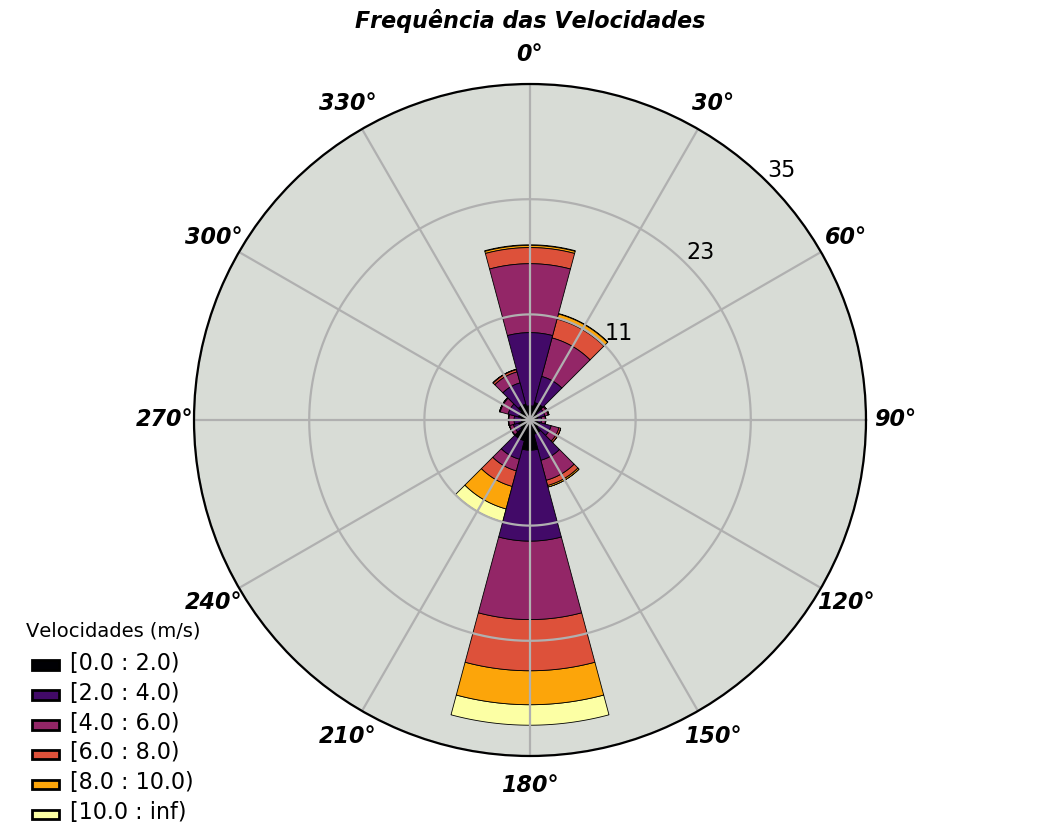 Frequência das Velocidades
0°
330°
30°
35
300°
60°
23
11
270°
90°
240°
120°
210°
150°
180°
Velocidades (m/s)
[0.0 : 2.0)
[2.0 : 4.0)
[4.0 : 6.0)
[6.0 : 8.0)
[8.0 : 10.0)
[10.0 : inf)